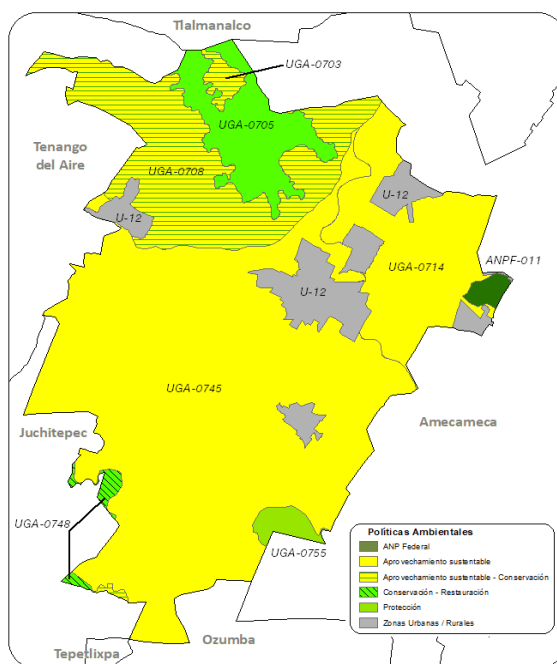 Tlalmanalco
UGA-0703
UGA-0705
Tenango
del Aire
UGA-0708
U-12
U-12
ANPF-011
UGA-0714
U-12
UGA-0745
Juchitepec
Amecameca
UGA-0748
UGA-0755
Políticas Ambientales
ANP Federal
Aprovechamiento sustentable
Aprovechamiento sustentable - Conservación
Conservación - Restauración
Protección
Zonas Urbanas / Rurales
Ozumba
Tepetlixpa